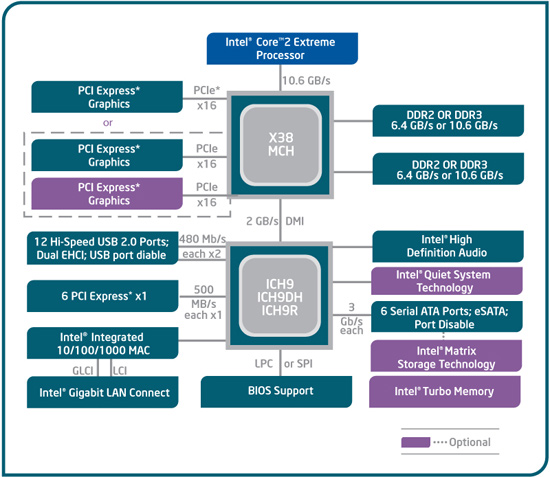 Intel® Core™2 Extreme
Processor
10.6 GB/s
PCI Express*
Graphics
PCIe*
x16
or
PCI Express*
Graphics
PCIe
x16
PCI Express*
Graphics
PCIe
x16
X38
MCH
DDR2 OR DDR3
6.4 GB/s or 10.6 GB/s
DDR2 OR DDR3
6.4 GB/s or 10.6 GB/s
2 GB/s DMI
12 Hi-Speed USB 2.0 Ports;
Dual EHCI; USB port diable
480 Mb/s
each x2
6 PCI Express* x1
500
MB/s
each x1
Intel® Integrated
10/100/1000 MAC
GLCI LCI
Intel® Gigabit LAN Connect
ICH9
ICH9DH
ICH9R
LPC or SPI
BIOS Support
Intel® High
Definition Audio
Intel® Quiet System
Technology
3
Gb/s
each
6 Serial ATA Ports; eSATA;
Port Disable
Intel® Matrix
Storage Technology
Intel® Turbo Memory
Optional